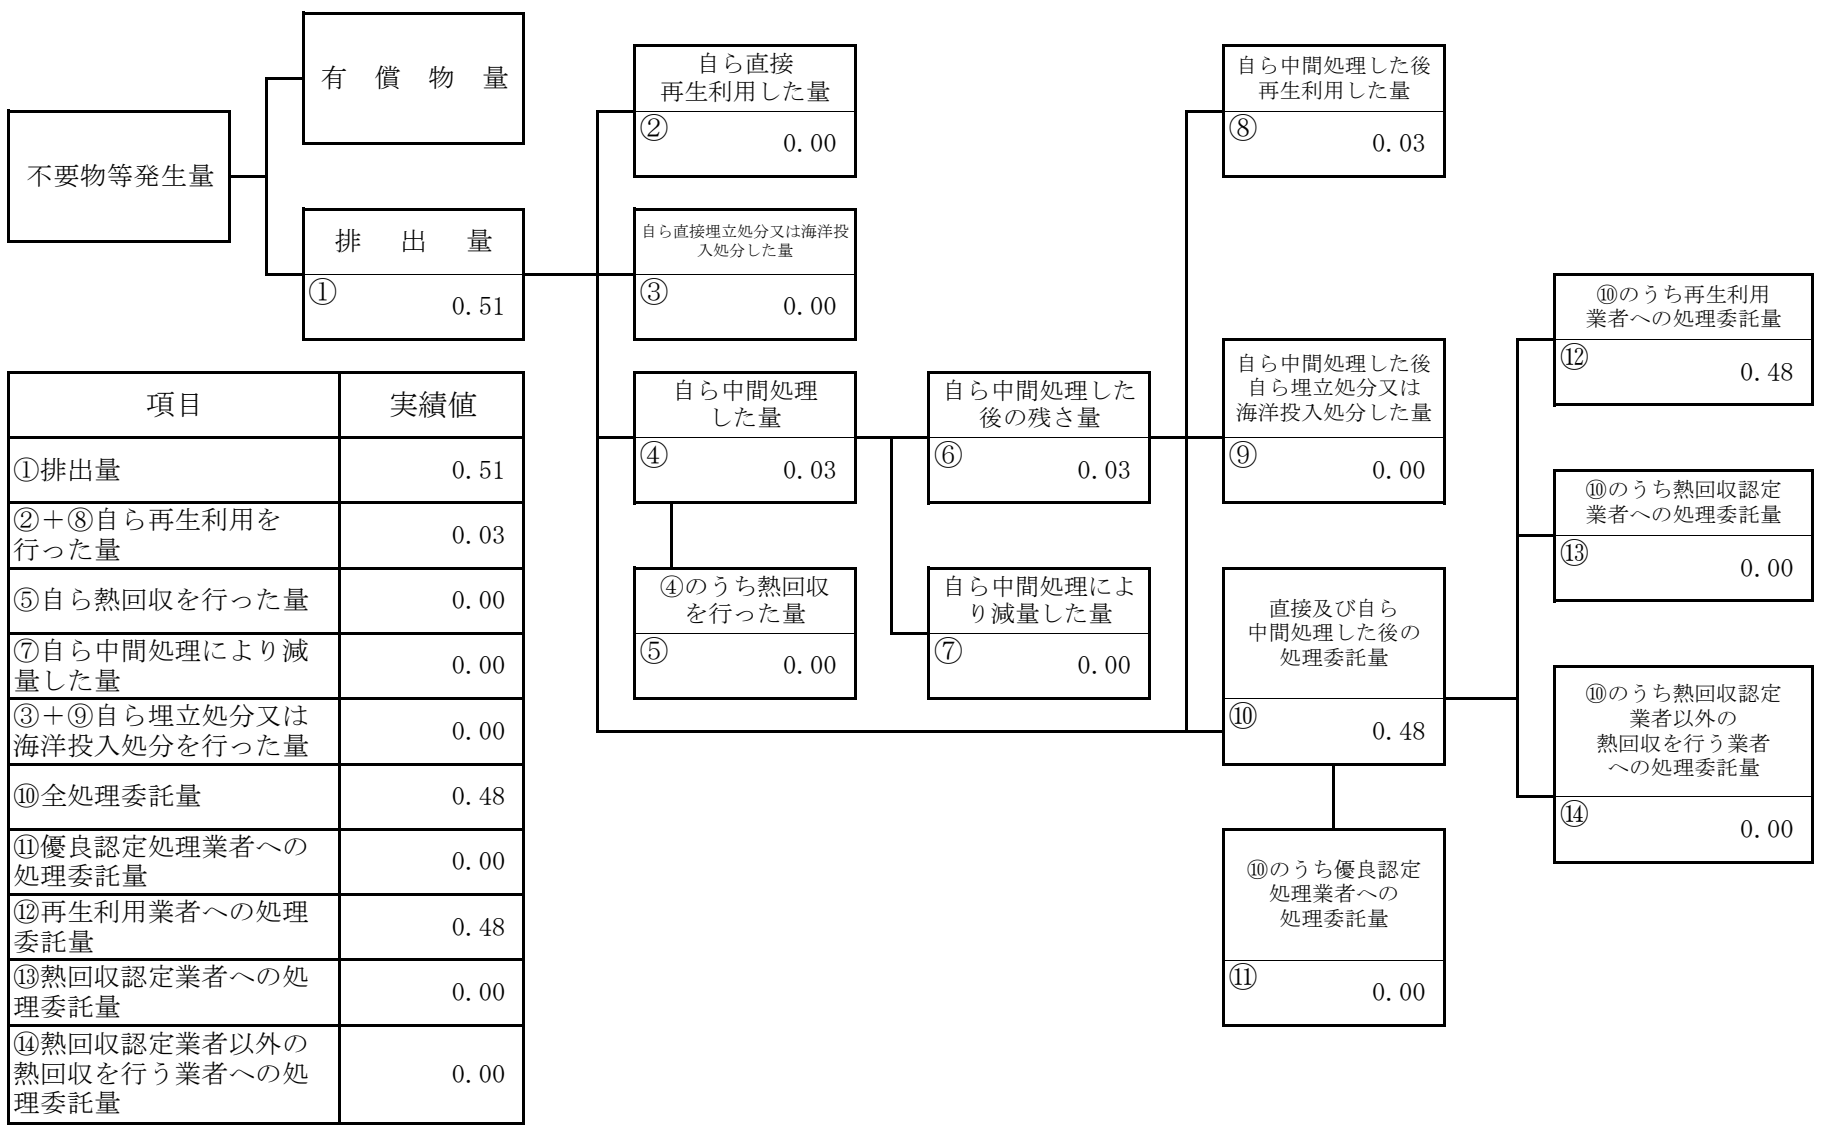 有償物量
不要物等発生量
排出量
①
0.51
自ら直接
再生利用した量
②
0.00
自ら直接埋立処分又は海洋投
入処分した量
③
0.00
自ら中間処理
した量
④
0.03
④のうち熱回収
を行った量
⑤
0.00
自ら中間処理した
後の残さ量
⑥
0.03
自ら中間処理によ
り減量した量
⑦
0.00
自ら中間処理した後
再生利用した量
⑧
0.03
自ら中間処理した後
自ら埋立処分又は
海洋投入処分した量
⑨
0.00
直接及び自ら
中間処理した後の
処理委託量
⑩
0.48
⑩のうち優良認定
処理業者への
処理委託量
⑪
0.00
⑩のうち再生利用
業者への処理委託量
⑫
0.48
⑩のうち熱回収認定
業者への処理委託量
⑬
0.00
⑩のうち熱回収認定
業者以外の
熱回収を行う業者
への処理委託量
⑭
0.00
項目 実績値
①排出量 0.51
②＋⑧自ら再生利用を
行った量 0.03
⑤自ら熱回収を行った量 0.00
⑦自ら中間処理により減
量した量 0.00
③＋⑨自ら埋立処分又は
海洋投入処分を行った量 0.00
⑩全処理委託量 0.48
⑪優良認定処理業者への
処理委託量 0.00
⑫再生利用業者への処理
委託量 0.48
⑬熱回収認定業者への処
理委託量 0.00
⑭熱回収認定業者以外の
熱回収を行う業者への処
理委託量 0.00